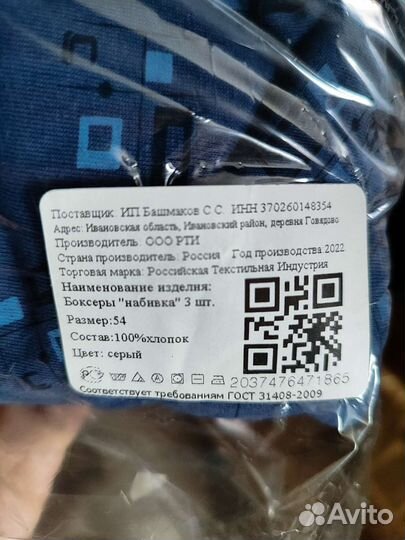 Поставщик ИП Башмаков С С ИНН 370260148354
Адрес: Ивановская область, Ивановский район, деревня Говядово
Производитель: ООО РТИ
Страна производитель: Россия Год производства 2022
Торговая марка: Российская Текстильная Индустрия
Наименование изделия:
Боксеры "набивка" 3 шт.
Размер:54
Состав:100%хлопок
Цвет: серый
2037476471865
Соответствует требованиям ГОСТ 31408-2009
Avito